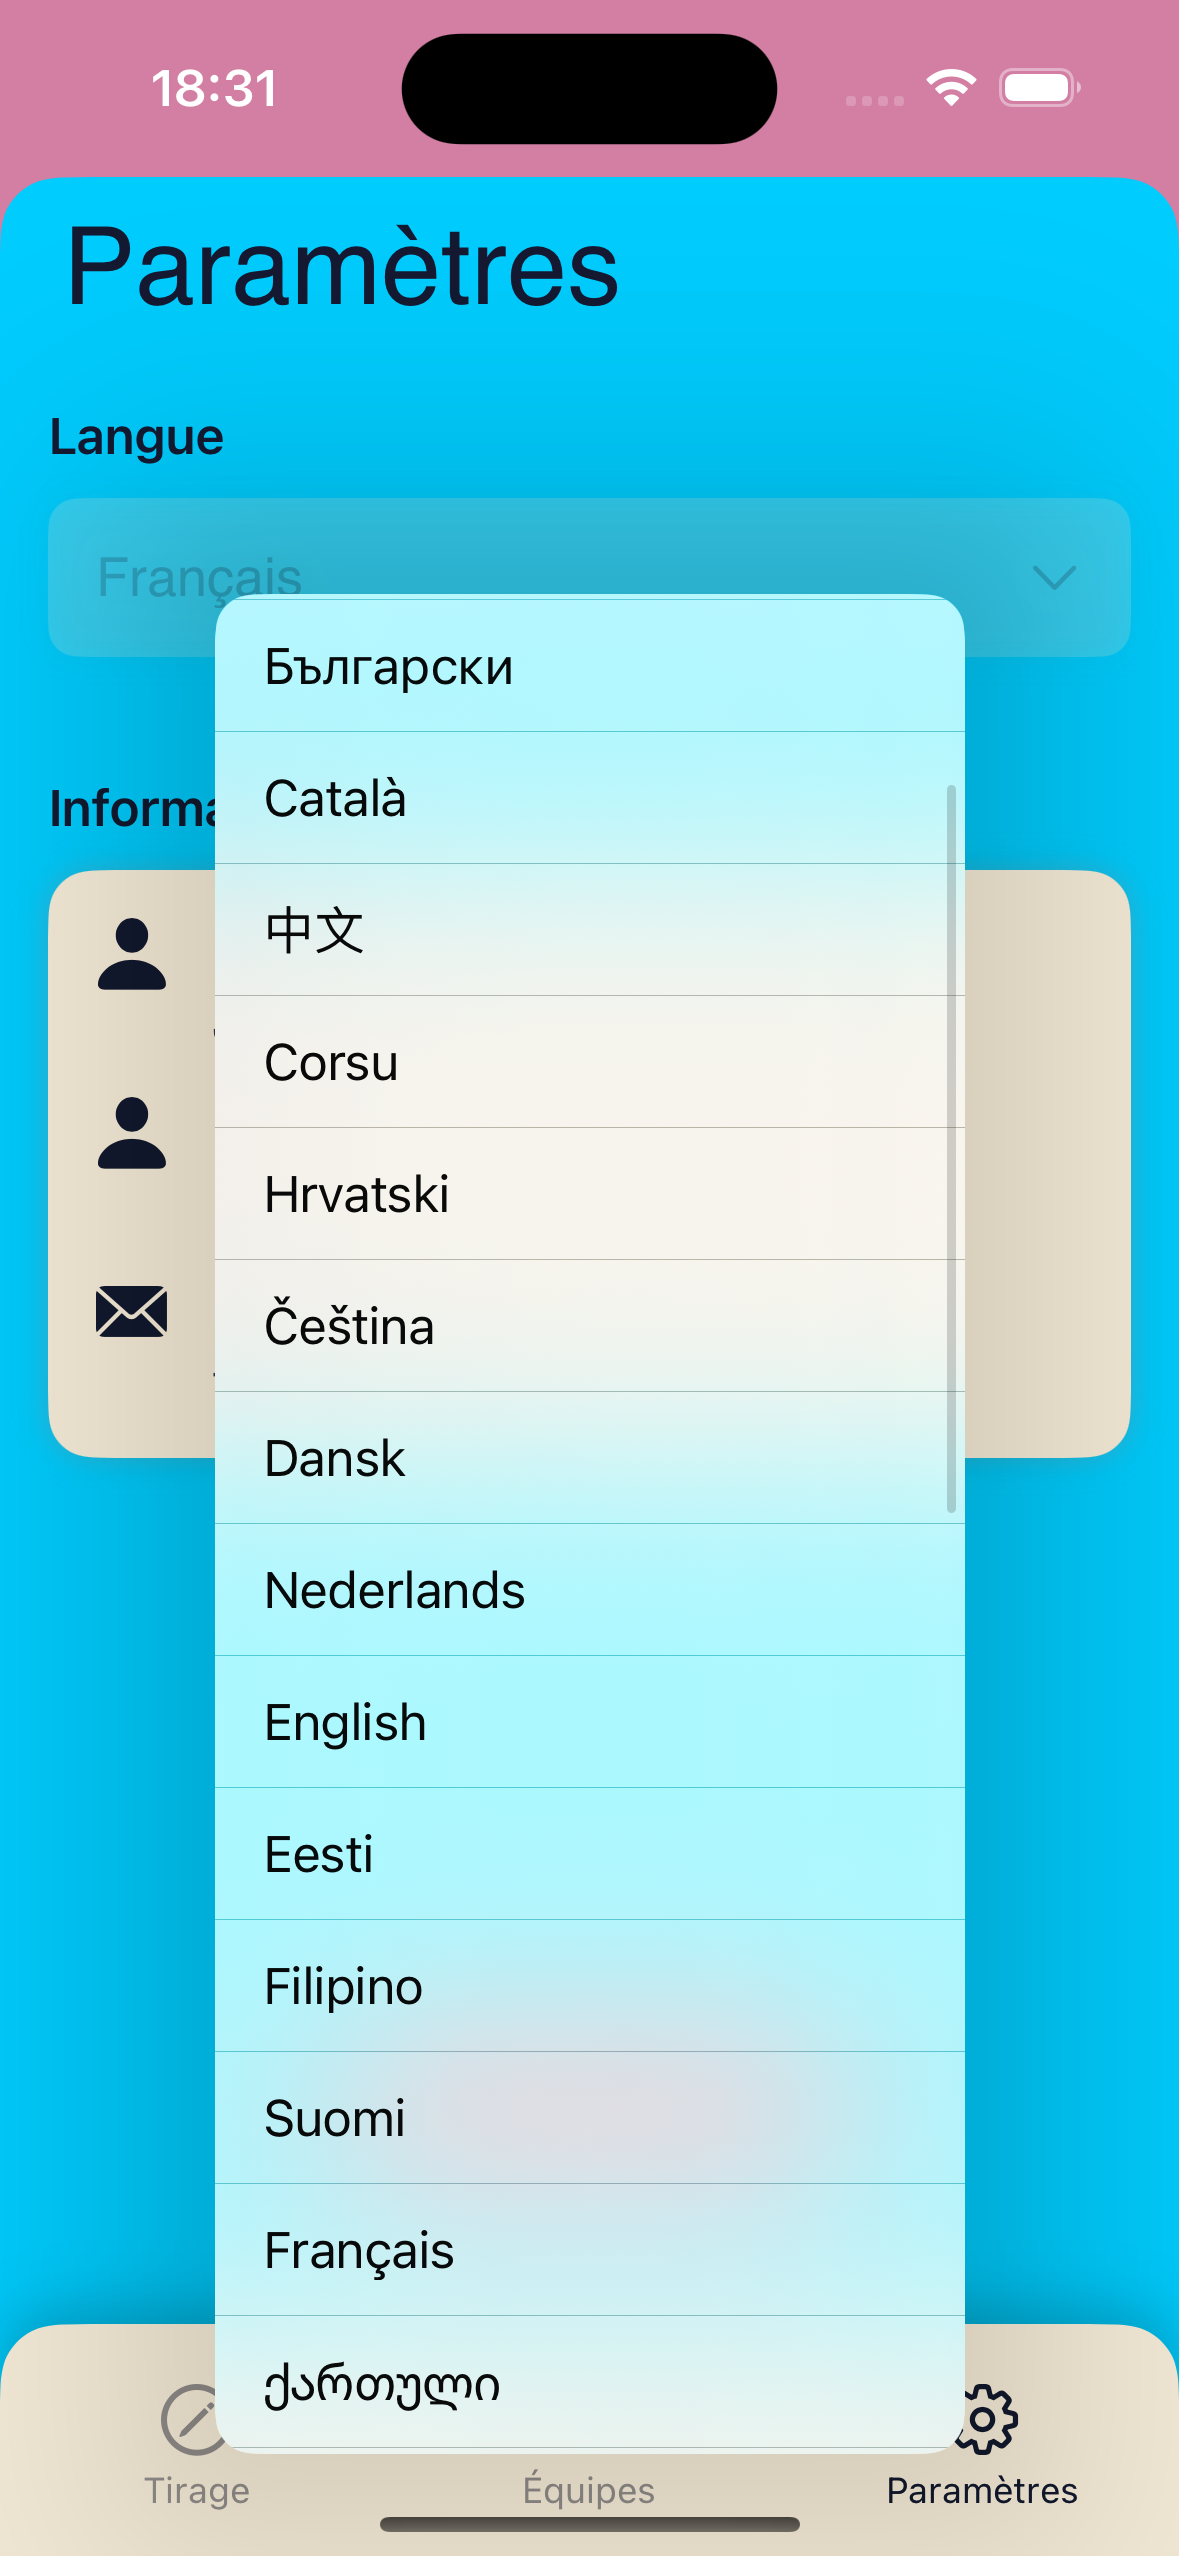 18:31
Paramètres
Langue
Français
Български
Català
Informa
中文
Corsu
Hrvatski
Čeština
Dansk
Nederlands
English
Eesti
Filipino
Suomi
Français
ქართული
Tirage
Équipes
Paramètres